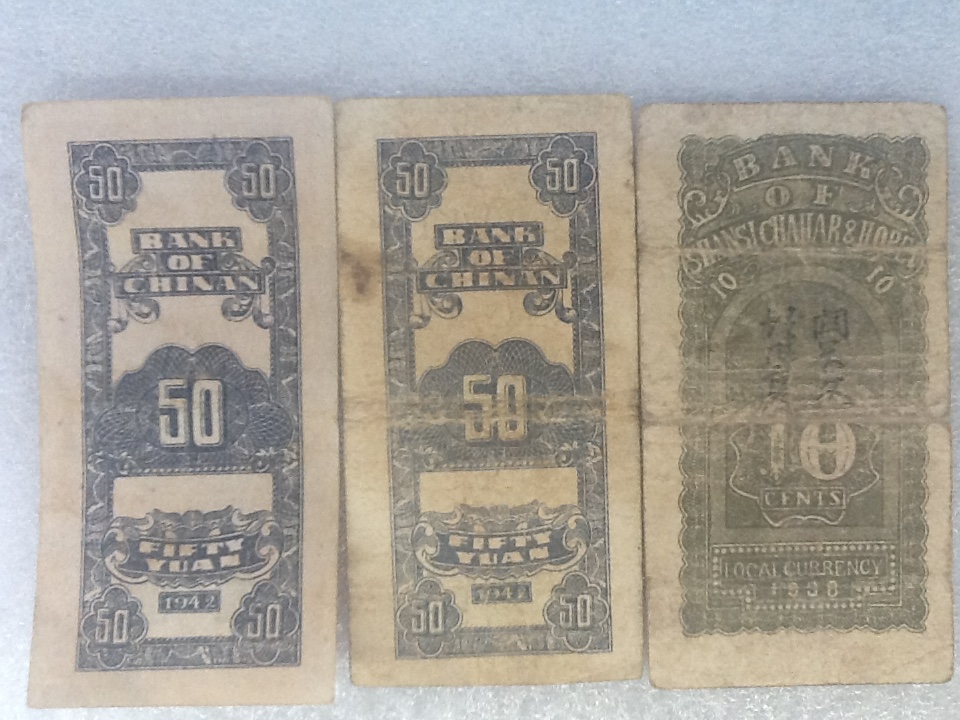 50 50
BANK
OF
CHINAN
50
FIFTY
YUAN
1942
50 50
50 50
BANK
OF
CHINAN
50
FIFTY
YUAN
1942
50 50
BANK
OF
SHANSI CHAHAR & HOPEI
10 10
10
CENTS
LOCAL CURRENCY
1938